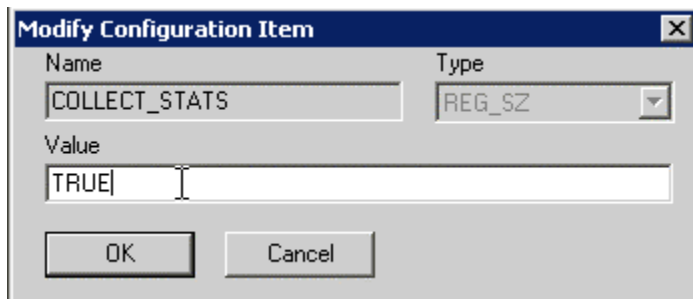 Modify Configuration Item
Name Type
COLLECT_STATS REG_SZ
Value
TRUE
OK Cancel